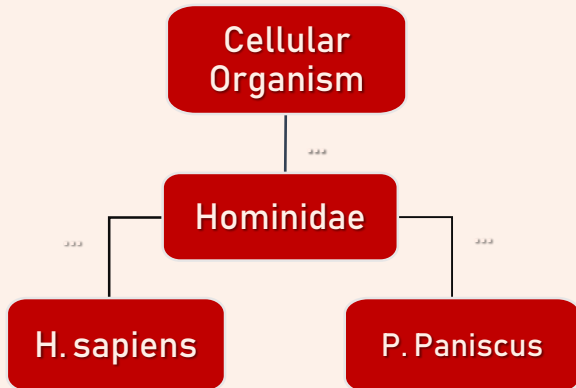 Cellular
Organism
...
Hominidae
...
...
H. sapiens
P. Paniscus